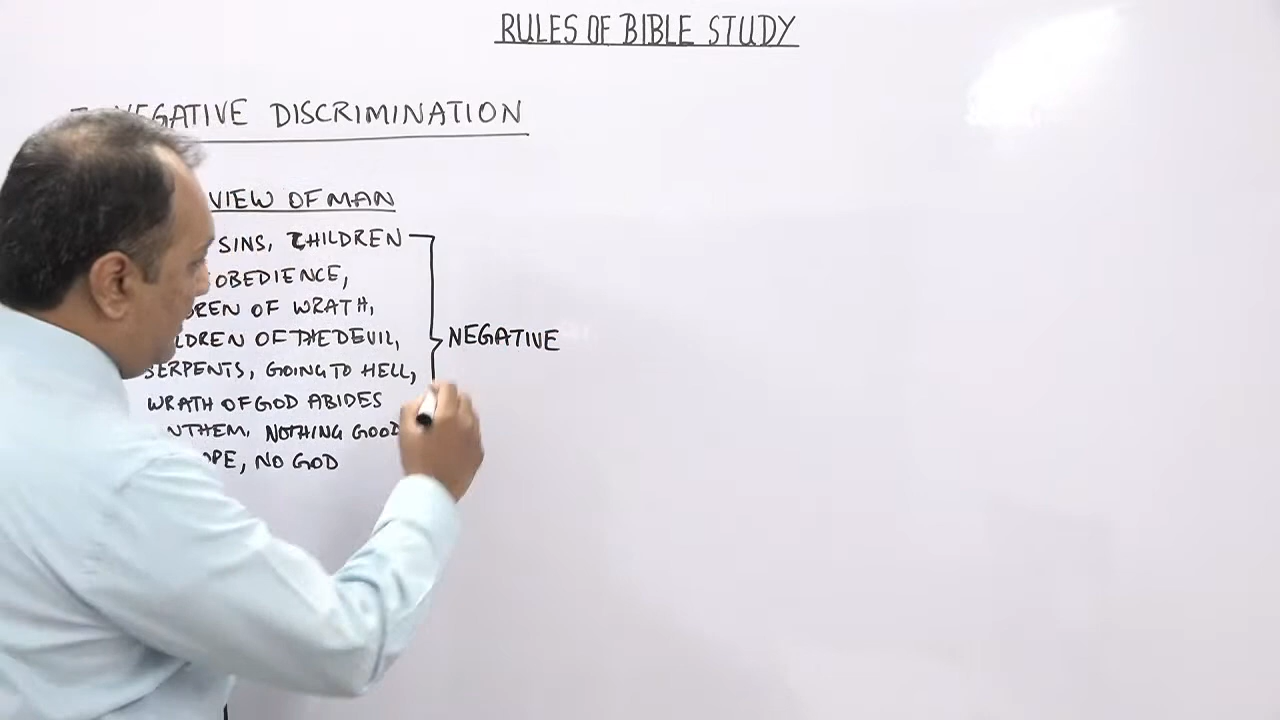 RULES OF BIBLE STUDY
NEGATIVE DISCRIMINATION
VIEW OF MAN
SINS, CHILDREN
OBEDIENCE,
OF WRATH,
OF THE DEVIL,
SERPENTS, GOING TO HELL,
NEGATIVE
WRATH OF GOD ABIDES
THEM, NOTHING GOOD
NO GOD